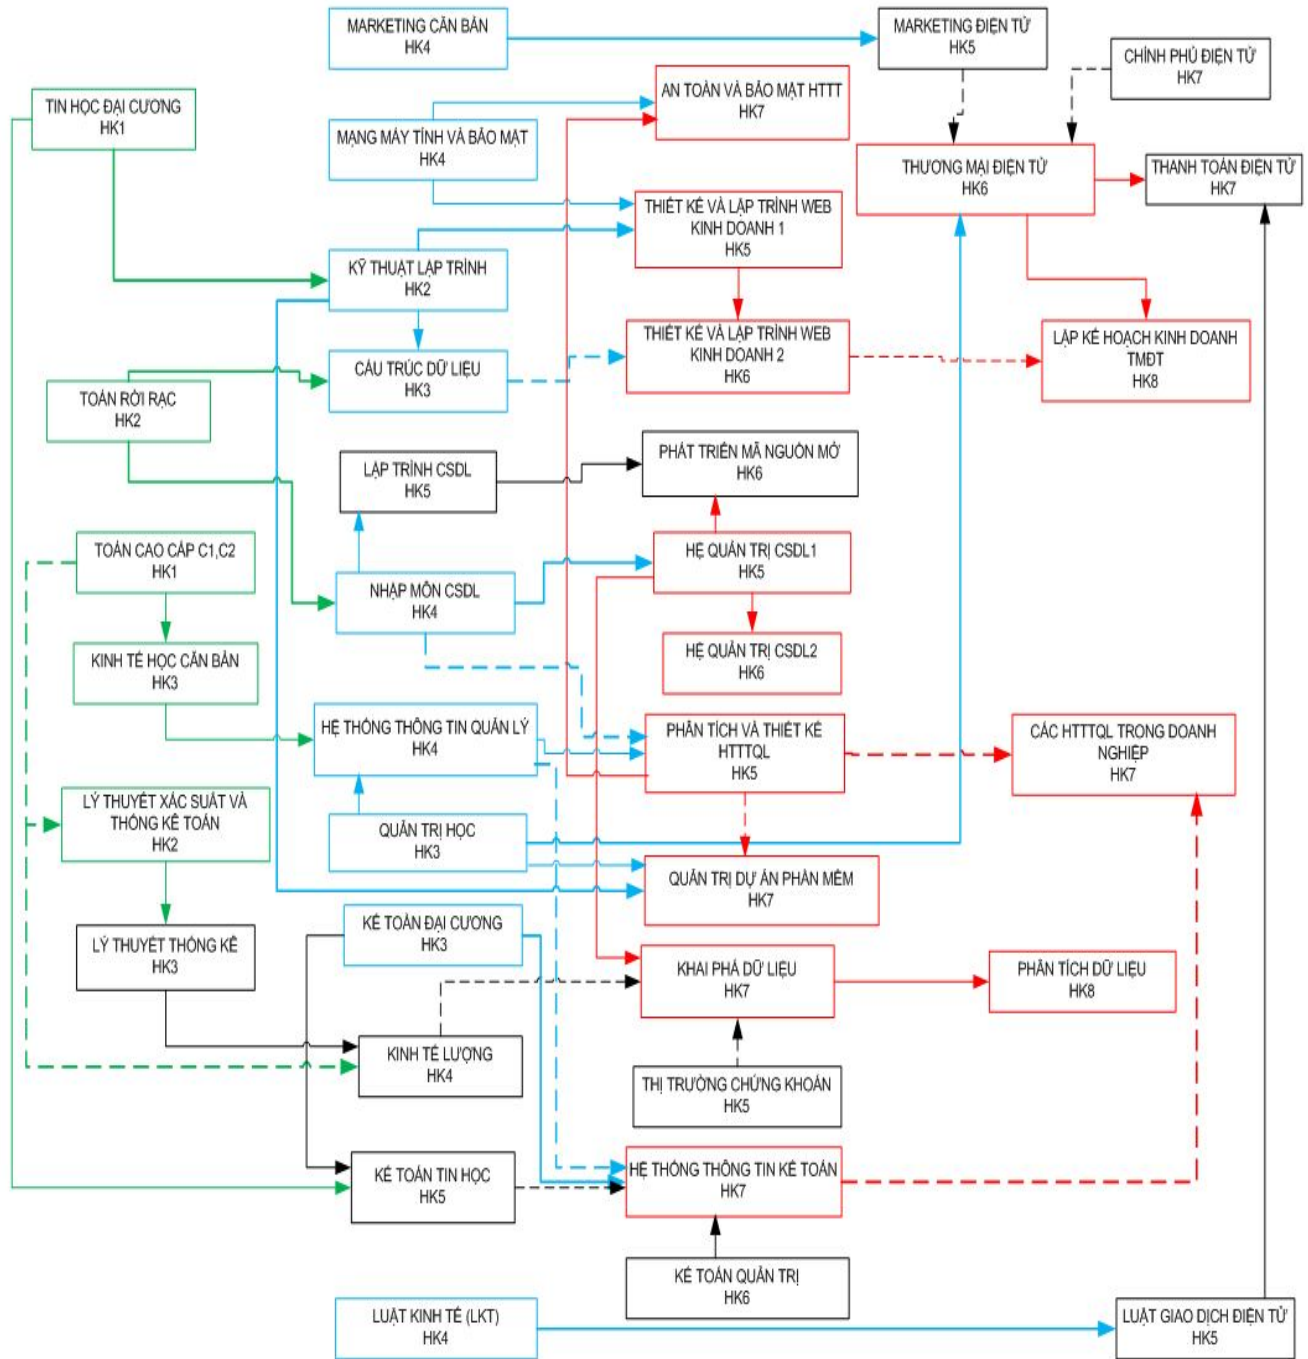 MARKETING CĂN BẢN
HK4
MARKETING ĐIỆN TỬ
HK5
CHÍNH PHỦ ĐIỆN TỬ
HK7
TIN HỌC ĐẠI CƯƠNG
HK1
AN TOÀN VÀ BẢO MẬT HTTT
HK7
MẠNG MÁY TÍNH VÀ BẢO MẬT
HK4
THƯƠNG MẠI ĐIỆN TỬ
HK6
THANH TOÁN ĐIỆN TỬ
HK7
THIẾT KẾ VÀ LẬP TRÌNH WEB
KINH DOANH 1
HK5
KỸ THUẬT LẬP TRÌNH
HK2
THIẾT KẾ VÀ LẬP TRÌNH WEB
KINH DOANH 2
HK6
LẬP KẾ HOẠCH KINH DOANH
TMĐT
HK8
CẤU TRÚC DỮ LIỆU
HK3
TOÁN RỜI RẠC
HK2
LẬP TRÌNH CSDL
HK5
PHÁT TRIỂN MÃ NGUỒN MỞ
HK6
TOÁN CAO CẤP C1,C2
HK1
HỆ QUẢN TRỊ CSDL1
HK5
NHẬP MÔN CSDL
HK4
KINH TẾ HỌC CĂN BẢN
HK3
HỆ QUẢN TRỊ CSDL2
HK6
HỆ THỐNG THÔNG TIN QUẢN LÝ
HK4
PHÂN TÍCH VÀ THIẾT KẾ
HTTTQL
HK5
CÁC HTTTQL TRONG DOANH
NGHIỆP
HK7
LÝ THUYẾT XÁC SUẤT VÀ
THỐNG KÊ TOÁN
HK2
QUẢN TRỊ HỌC
HK3
QUẢN TRỊ DỰ ÁN PHẦN MỀM
HK7
KẾ TOÁN ĐẠI CƯƠNG
HK3
LÝ THUYẾT THỐNG KÊ
HK3
KHAI PHÁ DỮ LIỆU
HK7
PHÂN TÍCH DỮ LIỆU
HK8
KINH TẾ LƯỢNG
HK4
THỊ TRƯỜNG CHỨNG KHOÁN
HK5
KẾ TOÁN TIN HỌC
HK5
HỆ THỐNG THÔNG TIN KẾ TOÁN
HK7
KẾ TOÁN QUẢN TRỊ
HK6
LUẬT KINH TẾ (LKT)
HK4
LUẬT GIAO DỊCH ĐIỆN TỬ
HK5